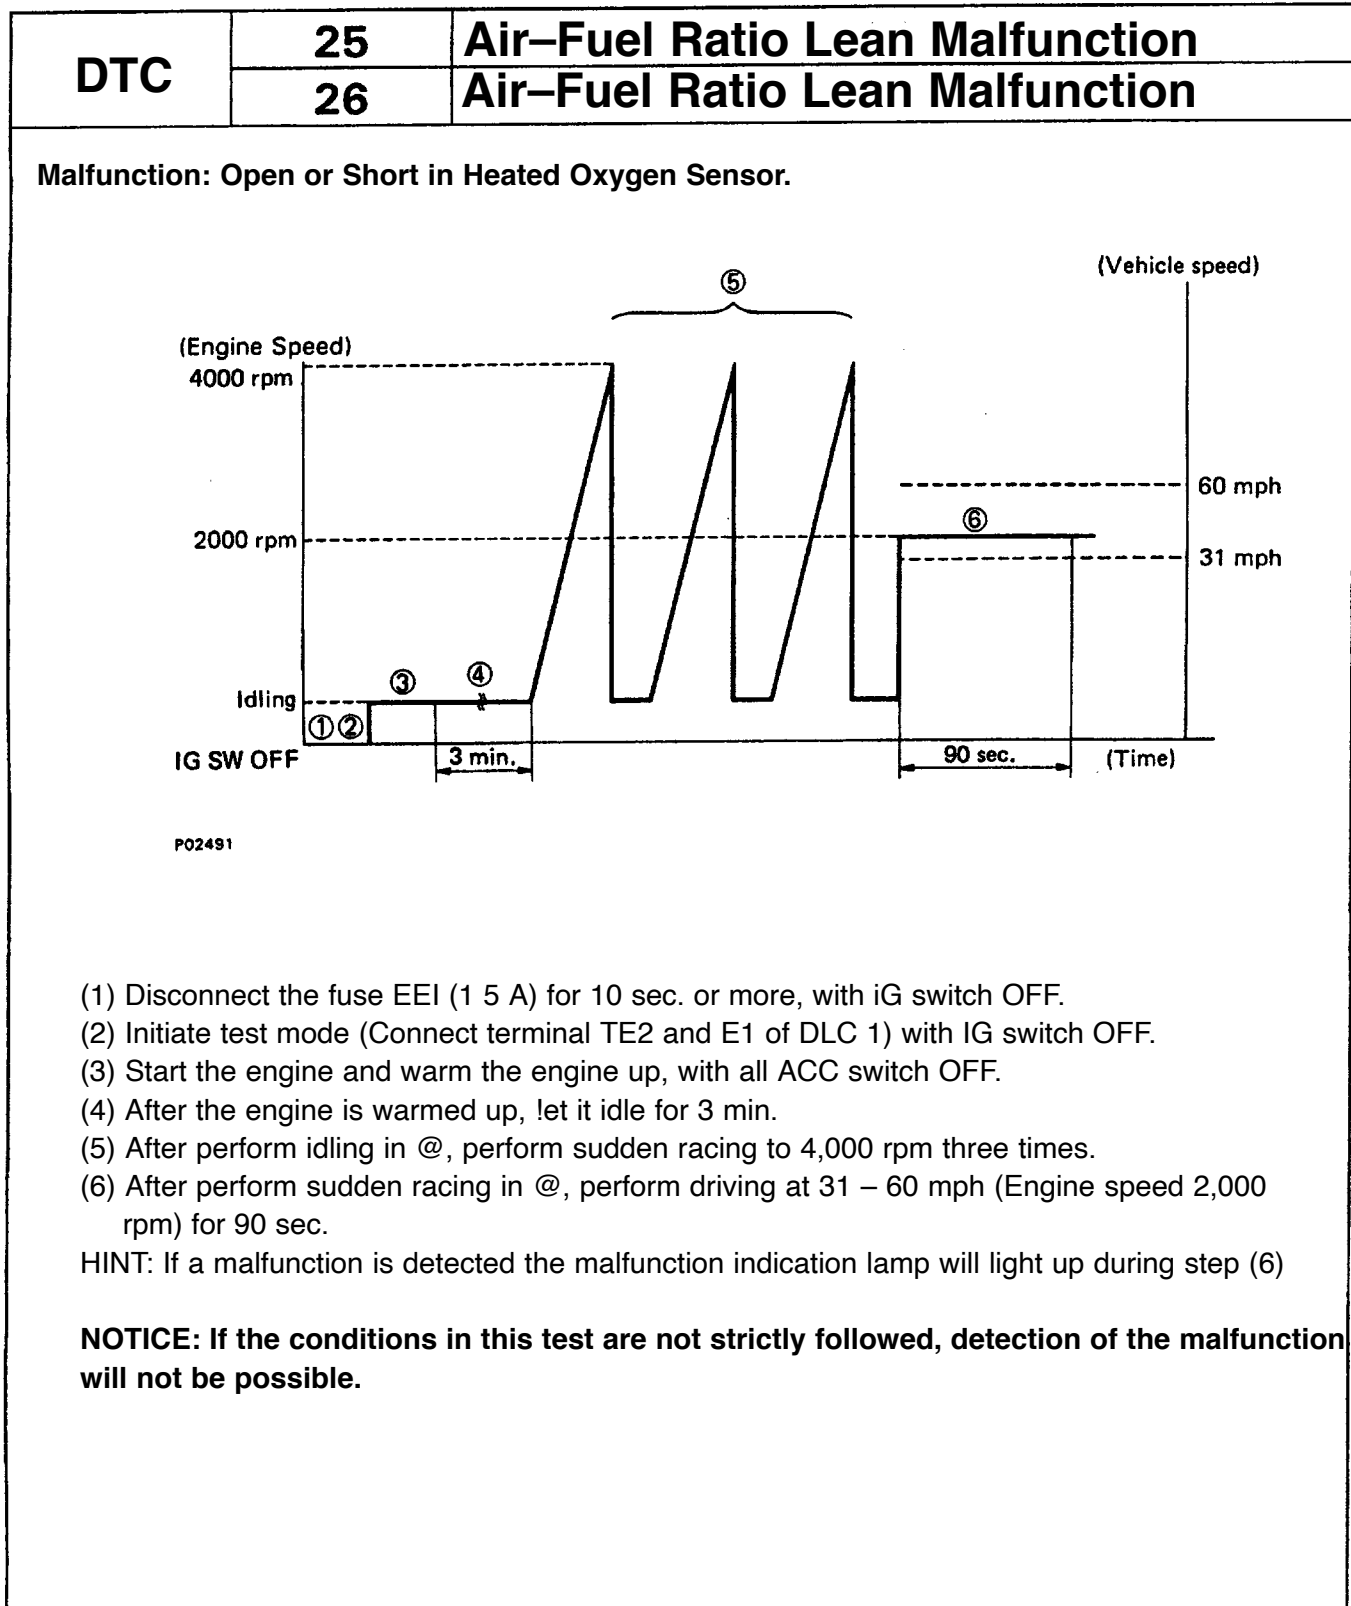 DTC
25 Air–Fuel Ratio Lean Malfunction
26 Air–Fuel Ratio Lean Malfunction
Malfunction: Open or Short in Heated Oxygen Sensor.
(Vehicle speed)
⑤
(Engine Speed)
4000 rpm
60 mph
⑥
2000 rpm
31 mph
③ ④
Idling
① ②
IG SW OFF
3 min.
90 sec.
(Time)
P02491
(1) Disconnect the fuse EEI (1 5 A) for 10 sec. or more, with iG switch OFF.
(2) Initiate test mode (Connect terminal TE2 and E1 of DLC 1) with IG switch OFF.
(3) Start the engine and warm the engine up, with all ACC switch OFF.
(4) After the engine is warmed up, !et it idle for 3 min.
(5) After perform idling in @, perform sudden racing to 4,000 rpm three times.
(6) After perform sudden racing in @, perform driving at 31 – 60 mph (Engine speed 2,000
rpm) for 90 sec.
HINT: If a malfunction is detected the malfunction indication lamp will light up during step (6)
NOTICE: If the conditions in this test are not strictly followed, detection of the malfunction
will not be possible.